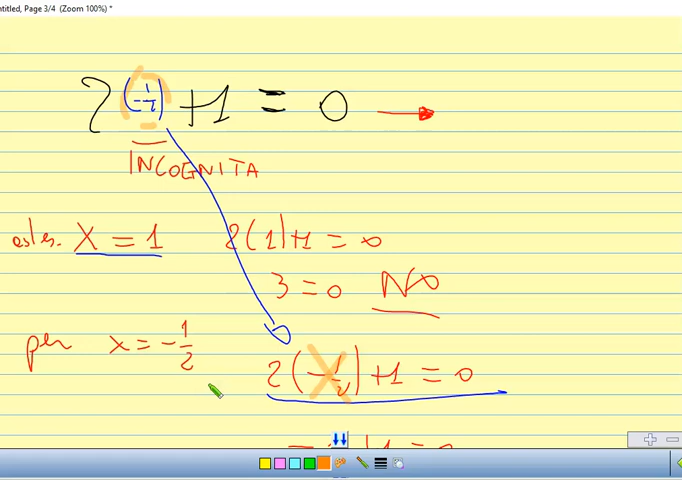 ntitled, Page 3/4 (Zoom 100%) *
2(-1/2)+1 = 0
INCOGNITA
ad es. X = 1 2(1)+1 = 0
3 = 0 NO
per x = -1/2
2(-1/2)+1 = 0